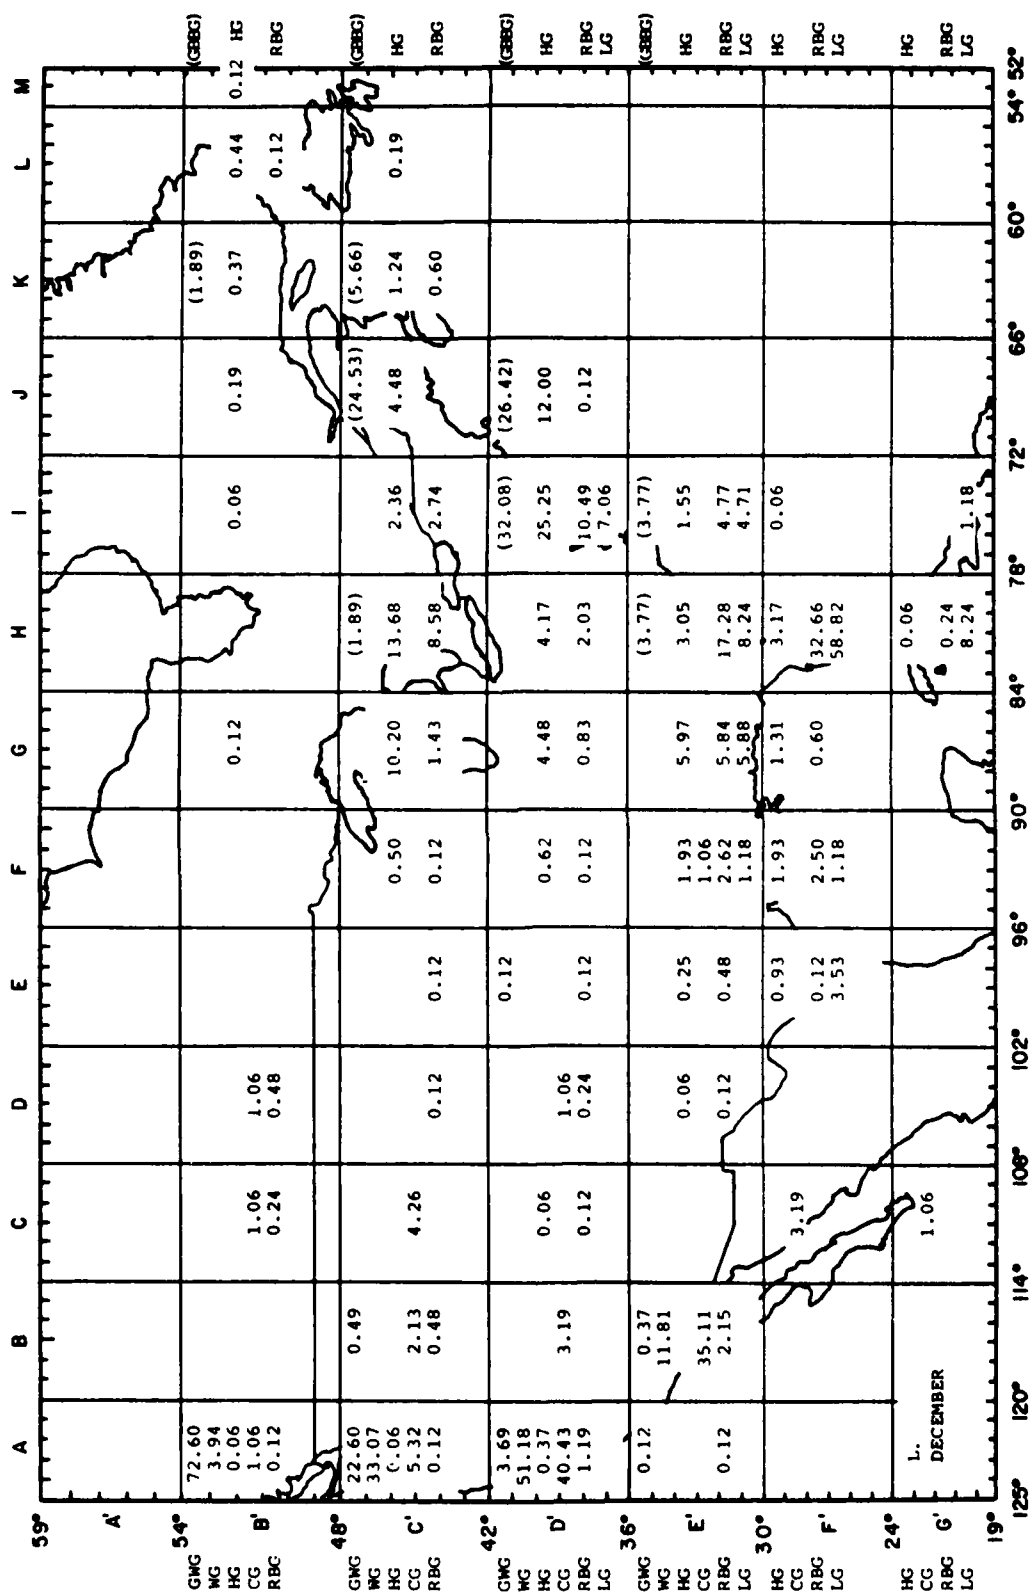 A B C D E F G H I J K L M
59°
A'
54°
GWG 72.60 (1.89) (GBBG)
WG 3.94
HG 0.06 0.12 0.06 0.19 0.37 0.44 0.12 HG
B'
CG 1.06 1.06 1.06
RBG 0.12 0.24 0.48 0.12 RBG
48°
GWG 22.60 0.49 (1.89) (24.53) (5.66) (GBBG)
WG 33.07
HG 0.06 0.50 10.20 13.68 2.36 4.48 1.24 0.19 HG
C'
CG 5.32 2.13 4.26
RBG 0.12 0.48 0.12 0.12 0.12 1.43 8.58 2.74 0.60 RBG
42°
GWG 3.69 0.12 (32.08) (26.42) (GBBG)
WG 51.18
HG 0.37 0.06 0.62 4.48 4.17 25.25 12.00 HG
D'
CG 40.43 3.19 1.06
RBG 1.19 0.12 0.24 0.12 0.12 0.83 2.03 10.49 0.12 RBG
LG 7.06 LG
36°
GWG 0.12 0.37 (3.77) (3.77) (GBBG)
WG 11.81
HG 0.06 0.25 1.93 5.97 3.05 1.55 HG
E'
CG 35.11 1.06
RBG 0.12 2.15 0.12 0.48 2.62 5.84 17.28 4.77 RBG
LG 1.18 5.88 8.24 4.71 LG
30°
HG 0.93 1.93 1.31 3.17 0.06 HG
CG 3.19
RBG 0.12 2.50 0.60 32.66 RBG
F'
LG 3.53 1.18 58.82 LG
24°
HG 0.06 HG
L.
CG 1.06
DECEMBER
G'
RBG 0.24 RBG
LG 8.24 1.18 LG
19°
125° 120° 114° 108° 102° 96° 90° 84° 78° 72° 66° 60° 54° 52°